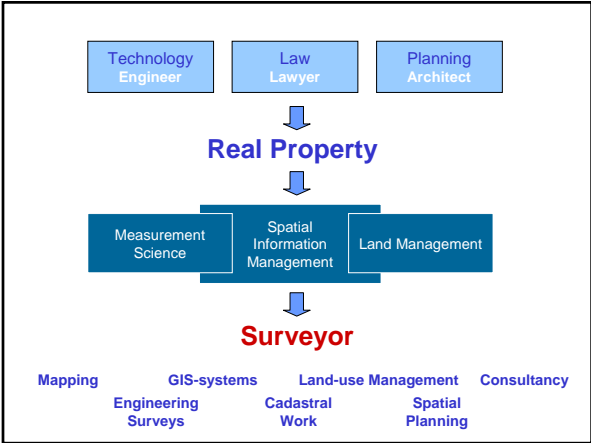 Technology
Engineer
Law
Lawyer
Planning
Architect
Real Property
Measurement
Science
Spatial
Information
Management
Land Management
Surveyor
Mapping GIS-systems Land-use Management Consultancy
Engineering
Surveys
Cadastral
Work
Spatial
Planning